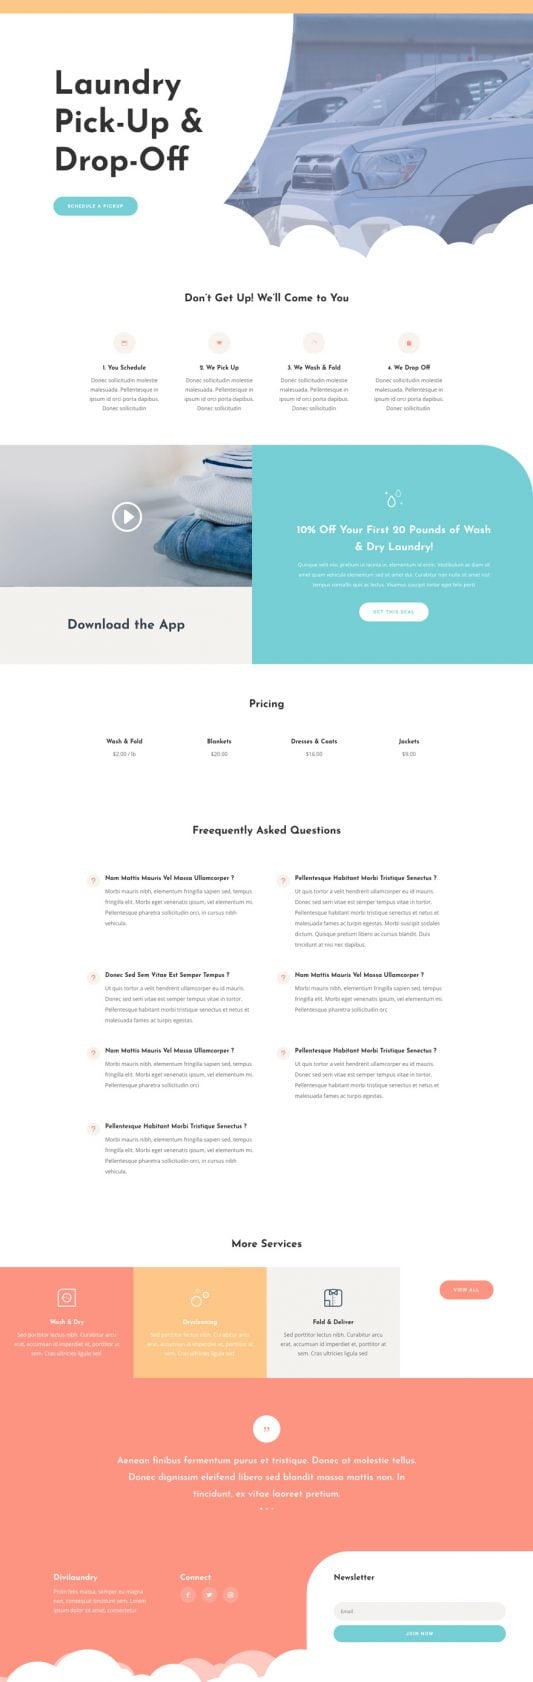 Laundry
Pick-Up &
Drop-Off
SCHEDULE A PICKUP
Don't Get Up! We'll Come to You
1. You Schedule
Donec sollicitudin molestie
malesuada. Pellentesque in
ipsum id orci porta dapibus.
Donec sollicitudin
2. We Pick Up
Donec sollicitudin molestie
malesuada. Pellentesque in
ipsum id orci porta dapibus.
Donec sollicitudin
3. We Wash & Fold
Donec sollicitudin molestie
malesuada. Pellentesque in
ipsum id orci porta dapibus.
Donec sollicitudin
4. We Drop Off
Donec sollicitudin molestie
malesuada. Pellentesque in
ipsum id orci porta dapibus.
Donec sollicitudin
Download the App
10% Off Your First 20 Pounds of Wash
& Dry Laundry!
Quisque velit nisi, pretium ut lacinia in, elementum id enim. Vestibulum ac diam sit
amet quam vehicula elementum sed sit amet dui. Curabitur non nulla sit amet nisl
tempus convallis quis ac lectus. Vivamus suscipit tortor eget felis porti
GET THIS DEAL
Pricing
Wash & Fold
$2.00 / lb
Blankets
$20.00
Dresses & Coats
$16.00
Jackets
$9.00
Freequently Asked Questions
? Nam Mattis Mauris Vel Massa Ullamcorper ?
Morbi mauris nibh, elementum fringilla sapien sed, tempus
fringilla elit. Morbi eget venenatis ipsum, vel elementum mi.
Pellentesque pharetra sollicitudin orci, in cursus nibh
vehicula.
? Pellentesque Habitant Morbi Tristique Senectus ?
Ut quis tortor a velit hendrerit ullamcorper eu id mauris.
Donec sed sem vitae est semper tempus vitae in tortor.
Pellentesque habitant morbi tristique senectus et netus et
malesuada fames ac turpis egestas. Morbi suscipit sodales
dictum. Quisque pretium libero ac cursus blandit. Duis
tincidunt at nisi nec dapibus.
? Donec Sed Sem Vitae Est Semper Tempus ?
Ut quis tortor a velit hendrerit ullamcorper eu id mauris.
Donec sed sem vitae est semper tempus vitae in tortor.
Pellentesque habitant morbi tristique senectus et netus et
malesuada fames ac turpis egestas.
? Nam Mattis Mauris Vel Massa Ullamcorper ?
Morbi mauris nibh, elementum fringilla sapien sed, tempus
fringilla elit. Morbi eget venenatis ipsum, vel elementum mi.
Pellentesque pharetra sollicitudin orc
? Nam Mattis Mauris Vel Massa Ullamcorper ?
Morbi mauris nibh, elementum fringilla sapien sed, tempus
fringilla elit. Morbi eget venenatis ipsum, vel elementum mi.
Pellentesque pharetra sollicitudin orci
? Pellentesque Habitant Morbi Tristique Senectus ?
Ut quis tortor a velit hendrerit ullamcorper eu id mauris.
Donec sed sem vitae est semper tempus vitae in tortor.
Pellentesque habitant morbi tristique senectus et netus et
malesuada fames ac turpis egestas.
? Pellentesque Habitant Morbi Tristique Senectus ?
Morbi mauris nibh, elementum fringilla sapien sed, tempus
fringilla elit. Morbi eget venenatis ipsum, vel elementum mi.
Pellentesque pharetra sollicitudin orci, in cursus nibh
vehicula.
More Services
Wash & Dry
Sed porttitor lectus nibh. Curabitur arcu
erat, accumsan id imperdiet et, porttitor at
sem. Cras ultricies ligula sed
Drycleaning
Sed porttitor lectus nibh. Curabitur arcu
erat, accumsan id imperdiet et, porttitor at
sem. Cras ultricies ligula sed
Fold & Deliver
Sed porttitor lectus nibh. Curabitur arcu
erat, accumsan id imperdiet et, porttitor at
sem. Cras ultricies ligula sed
VIEW ALL
Aenean finibus fermentum purus et tristique. Donec at molestie tellus.
Donec dignissim eleifend libero sed blandit massa mattis non. In
tincidunt, ex vitae laoreet pretium.
Divilaundry
Proin felis massa, semper eu magna
non, consequat tincidunt sem. Lorem
ipsum dolor sit amet, consectetur
Connect
Newsletter
Email
JOIN NOW